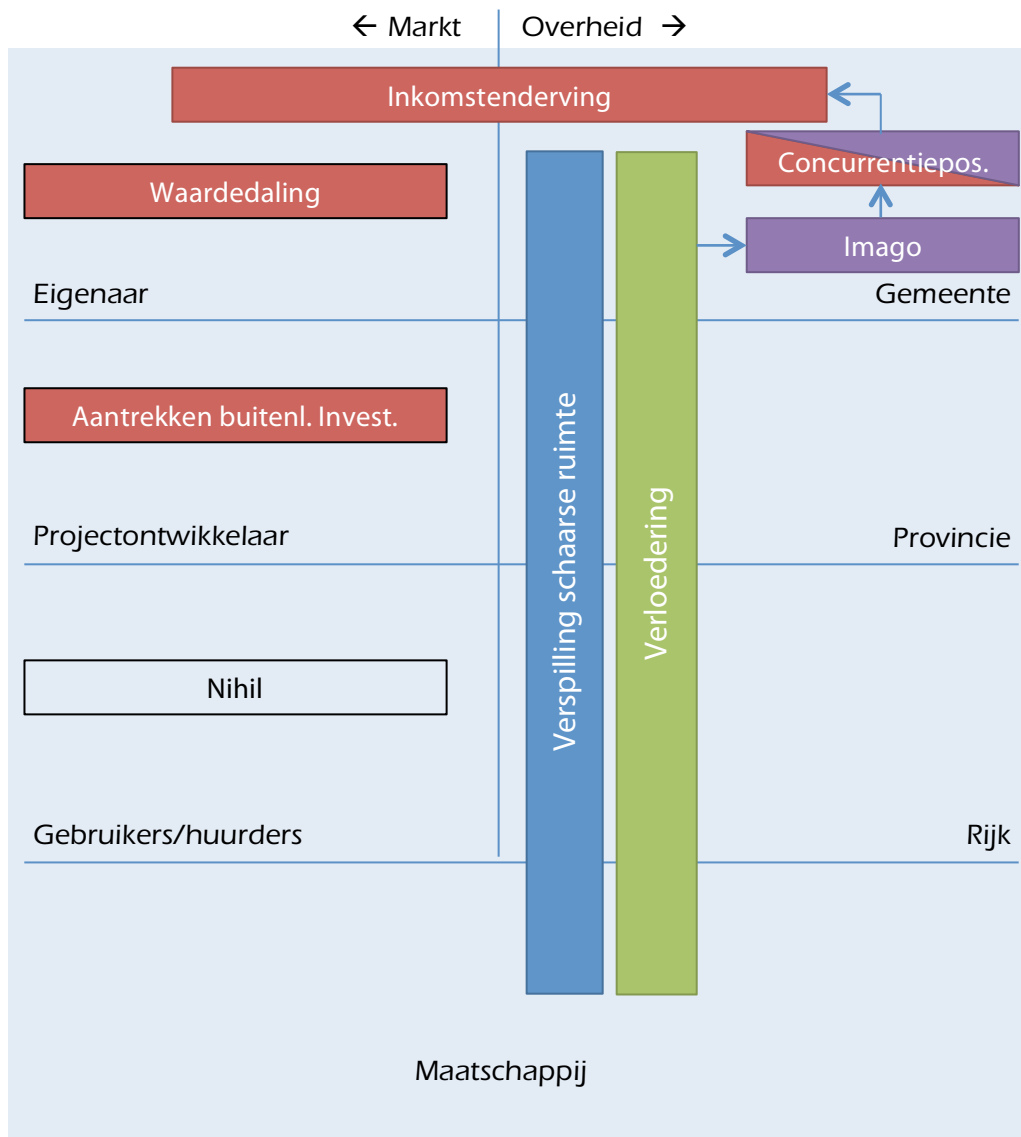 ← Markt
Overheid →
Inkomstenderving
Concurrentiepos.
Waardedaling
Imago
Eigenaar
Gemeente
Aantrekken buitenl. Invest.
Verspilling schaarse ruimte
Verloedering
Projectontwikkelaar
Provincie
Nihil
Gebruikers/huurders
Rijk
Maatschappij